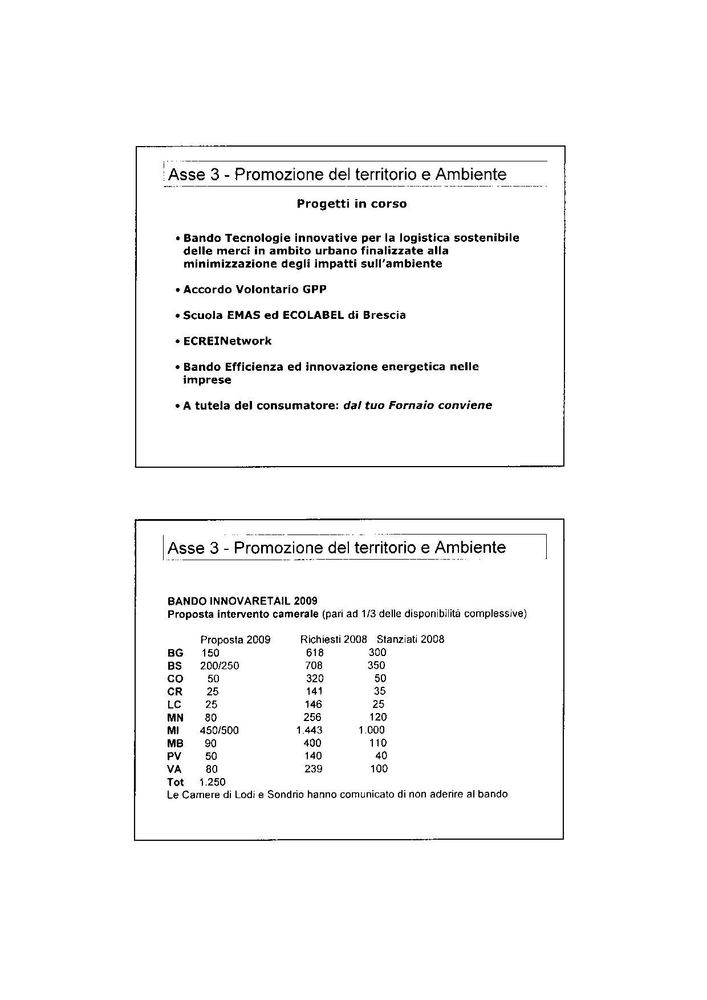 Asse 3 - Promozione del territorio e Ambiente
Progetti in corso
• Bando Tecnologie innovative per la logistica sostenibile
delle merci in ambito urbano finalizzate alla
minimizzazione degli impatti sull'ambiente
• Accordo Volontario GPP
• Scuola EMAS ed ECOLABEL di Brescia
• ECREINetwork
• Bando Efficienza ed innovazione energetica nelle
imprese
• A tutela del consumatore: dal tuo Fornaio conviene
Asse 3 - Promozione del territorio e Ambiente
BANDO INNOVARETAIL 2009
Proposta intervento camerale (pari ad 1/3 delle disponibilità complessive)
Proposta 2009 Richiesti 2008 Stanziati 2008
BG 150 618 300
BS 200/250 708 350
CO 50 320 50
CR 25 141 35
LC 25 146 25
MN 80 256 120
MI 450/500 1.443 1.000
MB 90 400 110
PV 50 140 40
VA 80 239 100
Tot 1.250
Le Camere di Lodi e Sondrio hanno comunicato di non aderire al bando